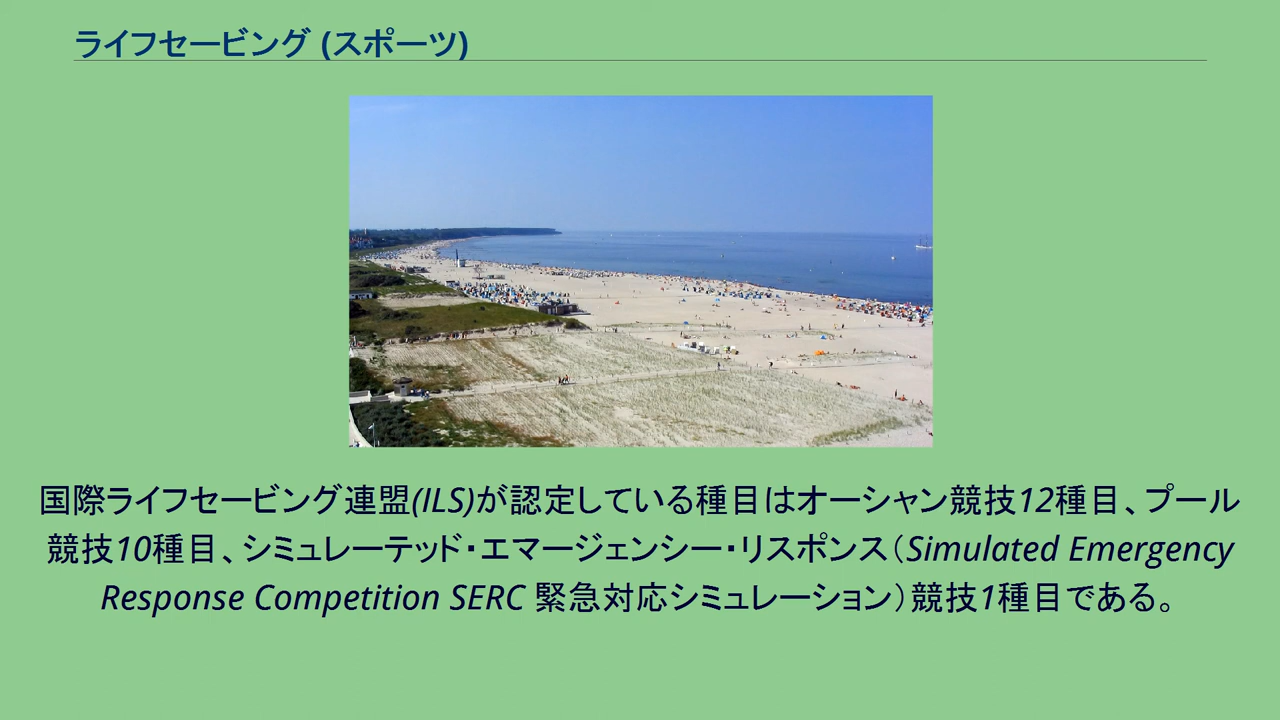 ライフセービング (スポーツ)
国際ライフセービング連盟(ILS)が認定している種目はオーシャン競技12種目、プール
競技10種目、シミュレーテッド・エマージェンシー・リスポンス（Simulated Emergency
Response Competition SERC 緊急対応シミュレーション）競技1種目である。